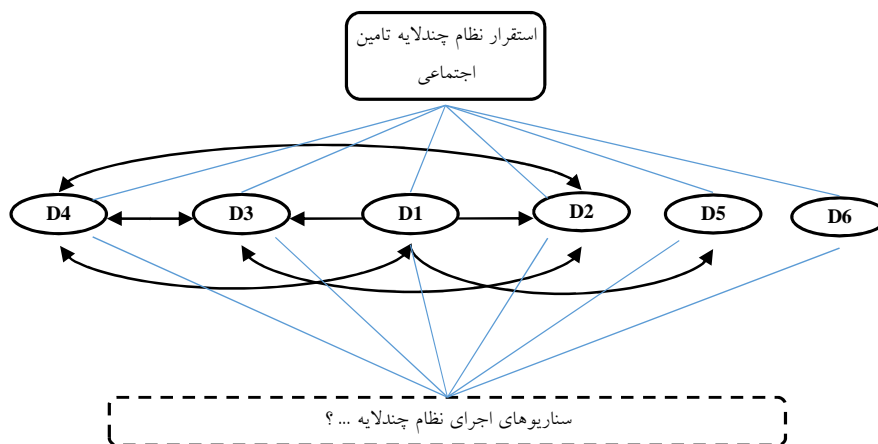 استقرار نظام چندلایه تامین
اجتماعی
D4 D3 D1 D2 D5 D6
سناریوهای اجرای نظام چندلایه ... ؟